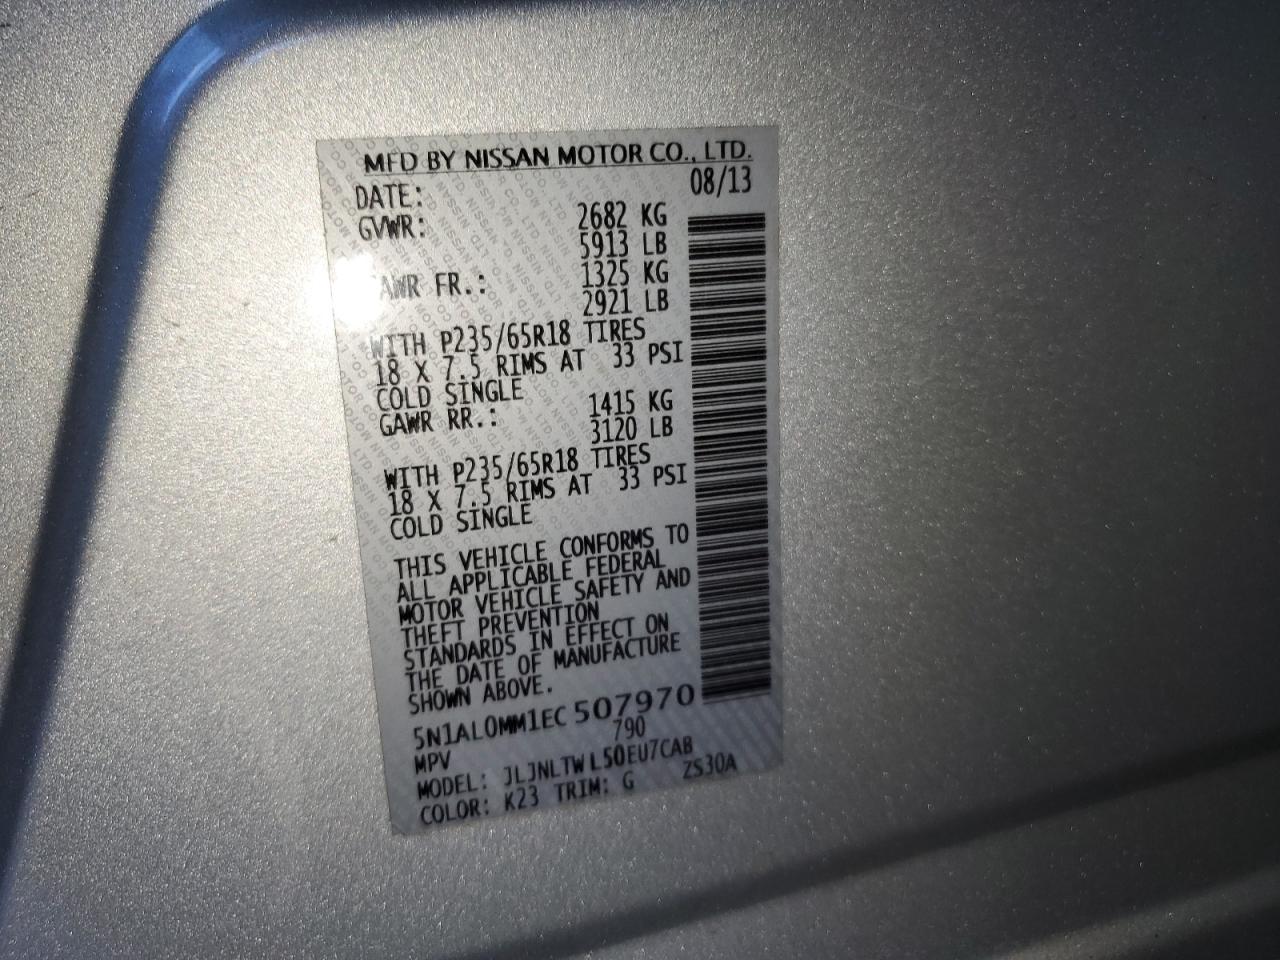 MFD BY NISSAN MOTOR CO., LTD.
DATE: 08/13
GVWR: 2682 KG
5913 LB
GAWR FR.: 1325 KG
2921 LB
WITH P235/65R18 TIRES
18 X 7.5 RIMS AT 33 PSI
COLD SINGLE
GAWR RR.: 1415 KG
3120 LB
WITH P235/65R18 TIRES
18 X 7.5 RIMS AT 33 PSI
COLD SINGLE
THIS VEHICLE CONFORMS TO
ALL APPLICABLE FEDERAL
MOTOR VEHICLE SAFETY AND
THEFT PREVENTION
STANDARDS IN EFFECT ON
THE DATE OF MANUFACTURE
SHOWN ABOVE.
5N1AL0MM1EC507970
MPV 790
MODEL: JLJNLTWL50EU7CAB
COLOR: K23 TRIM: G ZS30A